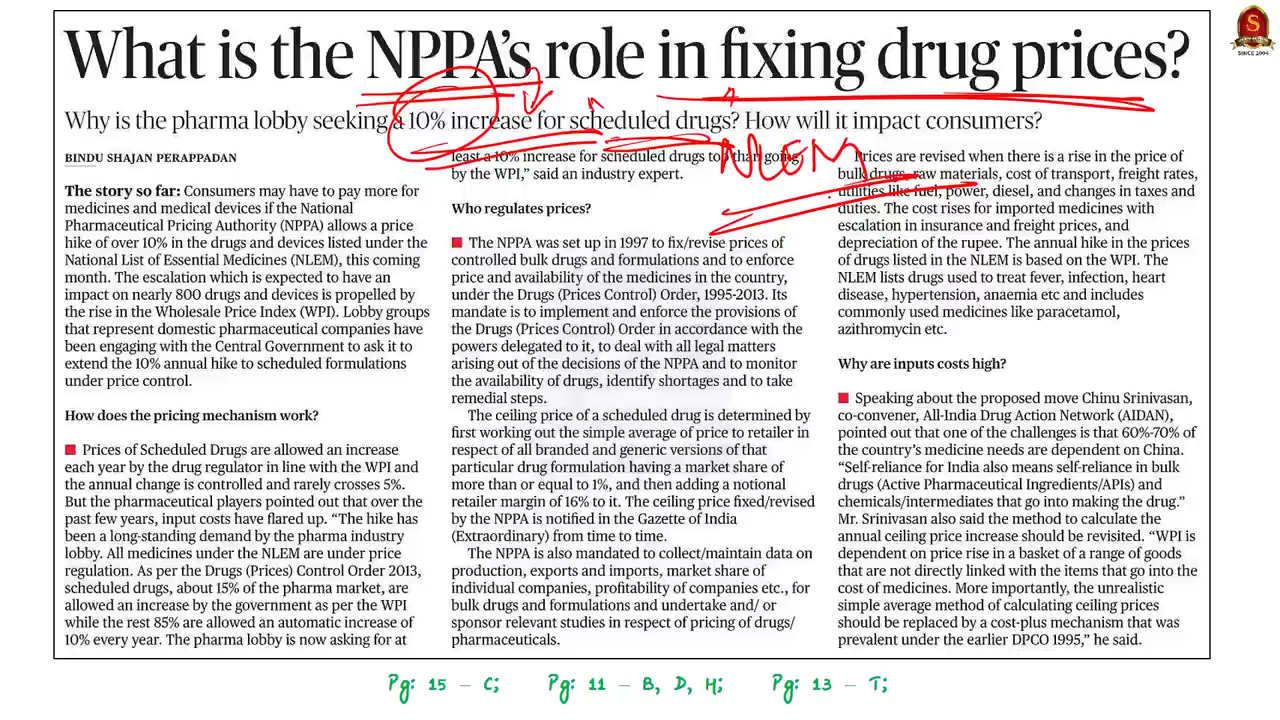 What is the NPPA's role in fixing drug prices?
S
SINCE 2004
Why is the pharma lobby seeking a 10% increase for scheduled drugs? How will it impact consumers?
NLEM
BINDU SHAJAN PERAPPADAN
The story so far: Consumers may have to pay more for
medicines and medical devices if the National
Pharmaceutical Pricing Authority (NPPA) allows a price
hike of over 10% in the drugs and devices listed under the
National List of Essential Medicines (NLEM), this coming
month. The escalation which is expected to have an
impact on nearly 800 drugs and devices is propelled by
the rise in the Wholesale Price Index (WPI). Lobby groups
that represent domestic pharmaceutical companies have
been engaging with the Central Government to ask it to
extend the 10% annual hike to scheduled formulations
under price control.
How does the pricing mechanism work?
Prices of Scheduled Drugs are allowed an increase
each year by the drug regulator in line with the WPI and
the annual change is controlled and rarely crosses 5%.
But the pharmaceutical players pointed out that over the
past few years, input costs have flared up. “The hike has
been a long-standing demand by the pharma industry
lobby. All medicines under the NLEM are under price
regulation. As per the Drugs (Prices) Control Order 2013,
scheduled drugs, about 15% of the pharma market, are
allowed an increase by the government as per the WPI
while the rest 85% are allowed an automatic increase of
10% every year. The pharma lobby is now asking for at
least a 10% increase for scheduled drugs too than going
by the WPI,” said an industry expert.
Who regulates prices?
The NPPA was set up in 1997 to fix/revise prices of
controlled bulk drugs and formulations and to enforce
price and availability of the medicines in the country,
under the Drugs (Prices Control) Order, 1995-2013. Its
mandate is to implement and enforce the provisions of
the Drugs (Prices Control) Order in accordance with the
powers delegated to it, to deal with all legal matters
arising out of the decisions of the NPPA and to monitor
the availability of drugs, identify shortages and to take
remedial steps.
The ceiling price of a scheduled drug is determined by
first working out the simple average of price to retailer in
respect of all branded and generic versions of that
particular drug formulation having a market share of
more than or equal to 1%, and then adding a notional
retailer margin of 16% to it. The ceiling price fixed/revised
by the NPPA is notified in the Gazette of India
(Extraordinary) from time to time.
The NPPA is also mandated to collect/maintain data on
production, exports and imports, market share of
individual companies, profitability of companies etc., for
bulk drugs and formulations and undertake and/ or
sponsor relevant studies in respect of pricing of drugs/
pharmaceuticals.
Prices are revised when there is a rise in the price of
bulk drugs, raw materials, cost of transport, freight rates,
utilities like fuel, power, diesel, and changes in taxes and
duties. The cost rises for imported medicines with
escalation in insurance and freight prices, and
depreciation of the rupee. The annual hike in the prices
of drugs listed in the NLEM is based on the WPI. The
NLEM lists drugs used to treat fever, infection, heart
disease, hypertension, anaemia etc and includes
commonly used medicines like paracetamol,
azithromycin etc.
Why are inputs costs high?
Speaking about the proposed move Chinu Srinivasan,
co-convener, All-India Drug Action Network (AIDAN),
pointed out that one of the challenges is that 60%-70% of
the country's medicine needs are dependent on China.
“Self-reliance for India also means self-reliance in bulk
drugs (Active Pharmaceutical Ingredients/APIs) and
chemicals/intermediates that go into making the drug.”
Mr. Srinivasan also said the method to calculate the
annual ceiling price increase should be revisited. “WPI is
dependent on price rise in a basket of a range of goods
that are not directly linked with the items that go into the
cost of medicines. More importantly, the unrealistic
simple average method of calculating ceiling prices
should be replaced by a cost-plus mechanism that was
prevalent under the earlier DPCO 1995,” he said.
Pg: 15 – C; Pg: 11 – B, D, H; Pg: 13 – T;